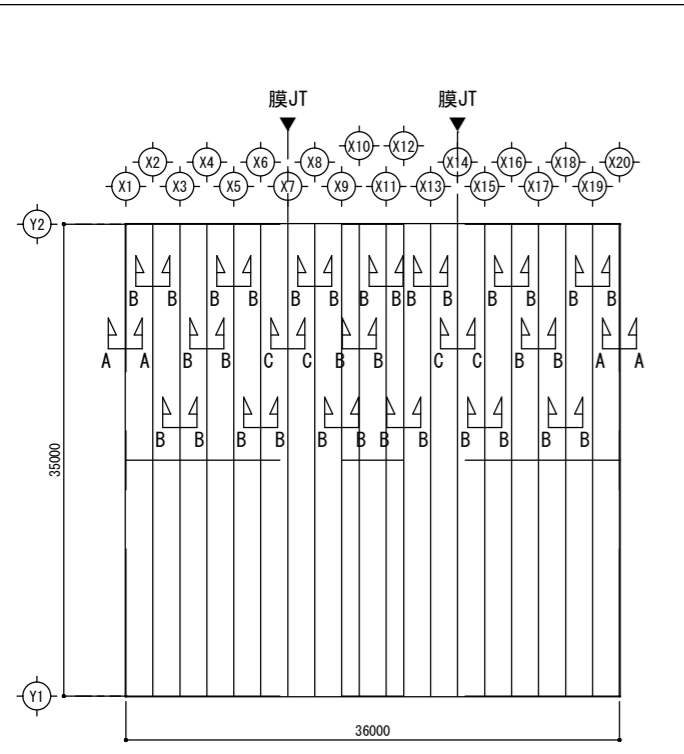 膜JT 膜JT
X10 X12
X2 X4 X6 X8 X14 X16 X18 X20
X1 X3 X5 X7 X9 X11 X13 X15 X17 X19
Y2
B B B B B B B B B B B B B B
A A B B C C B B C C B B A A
B B B B B B B B B B B B
35000
Y1
36000